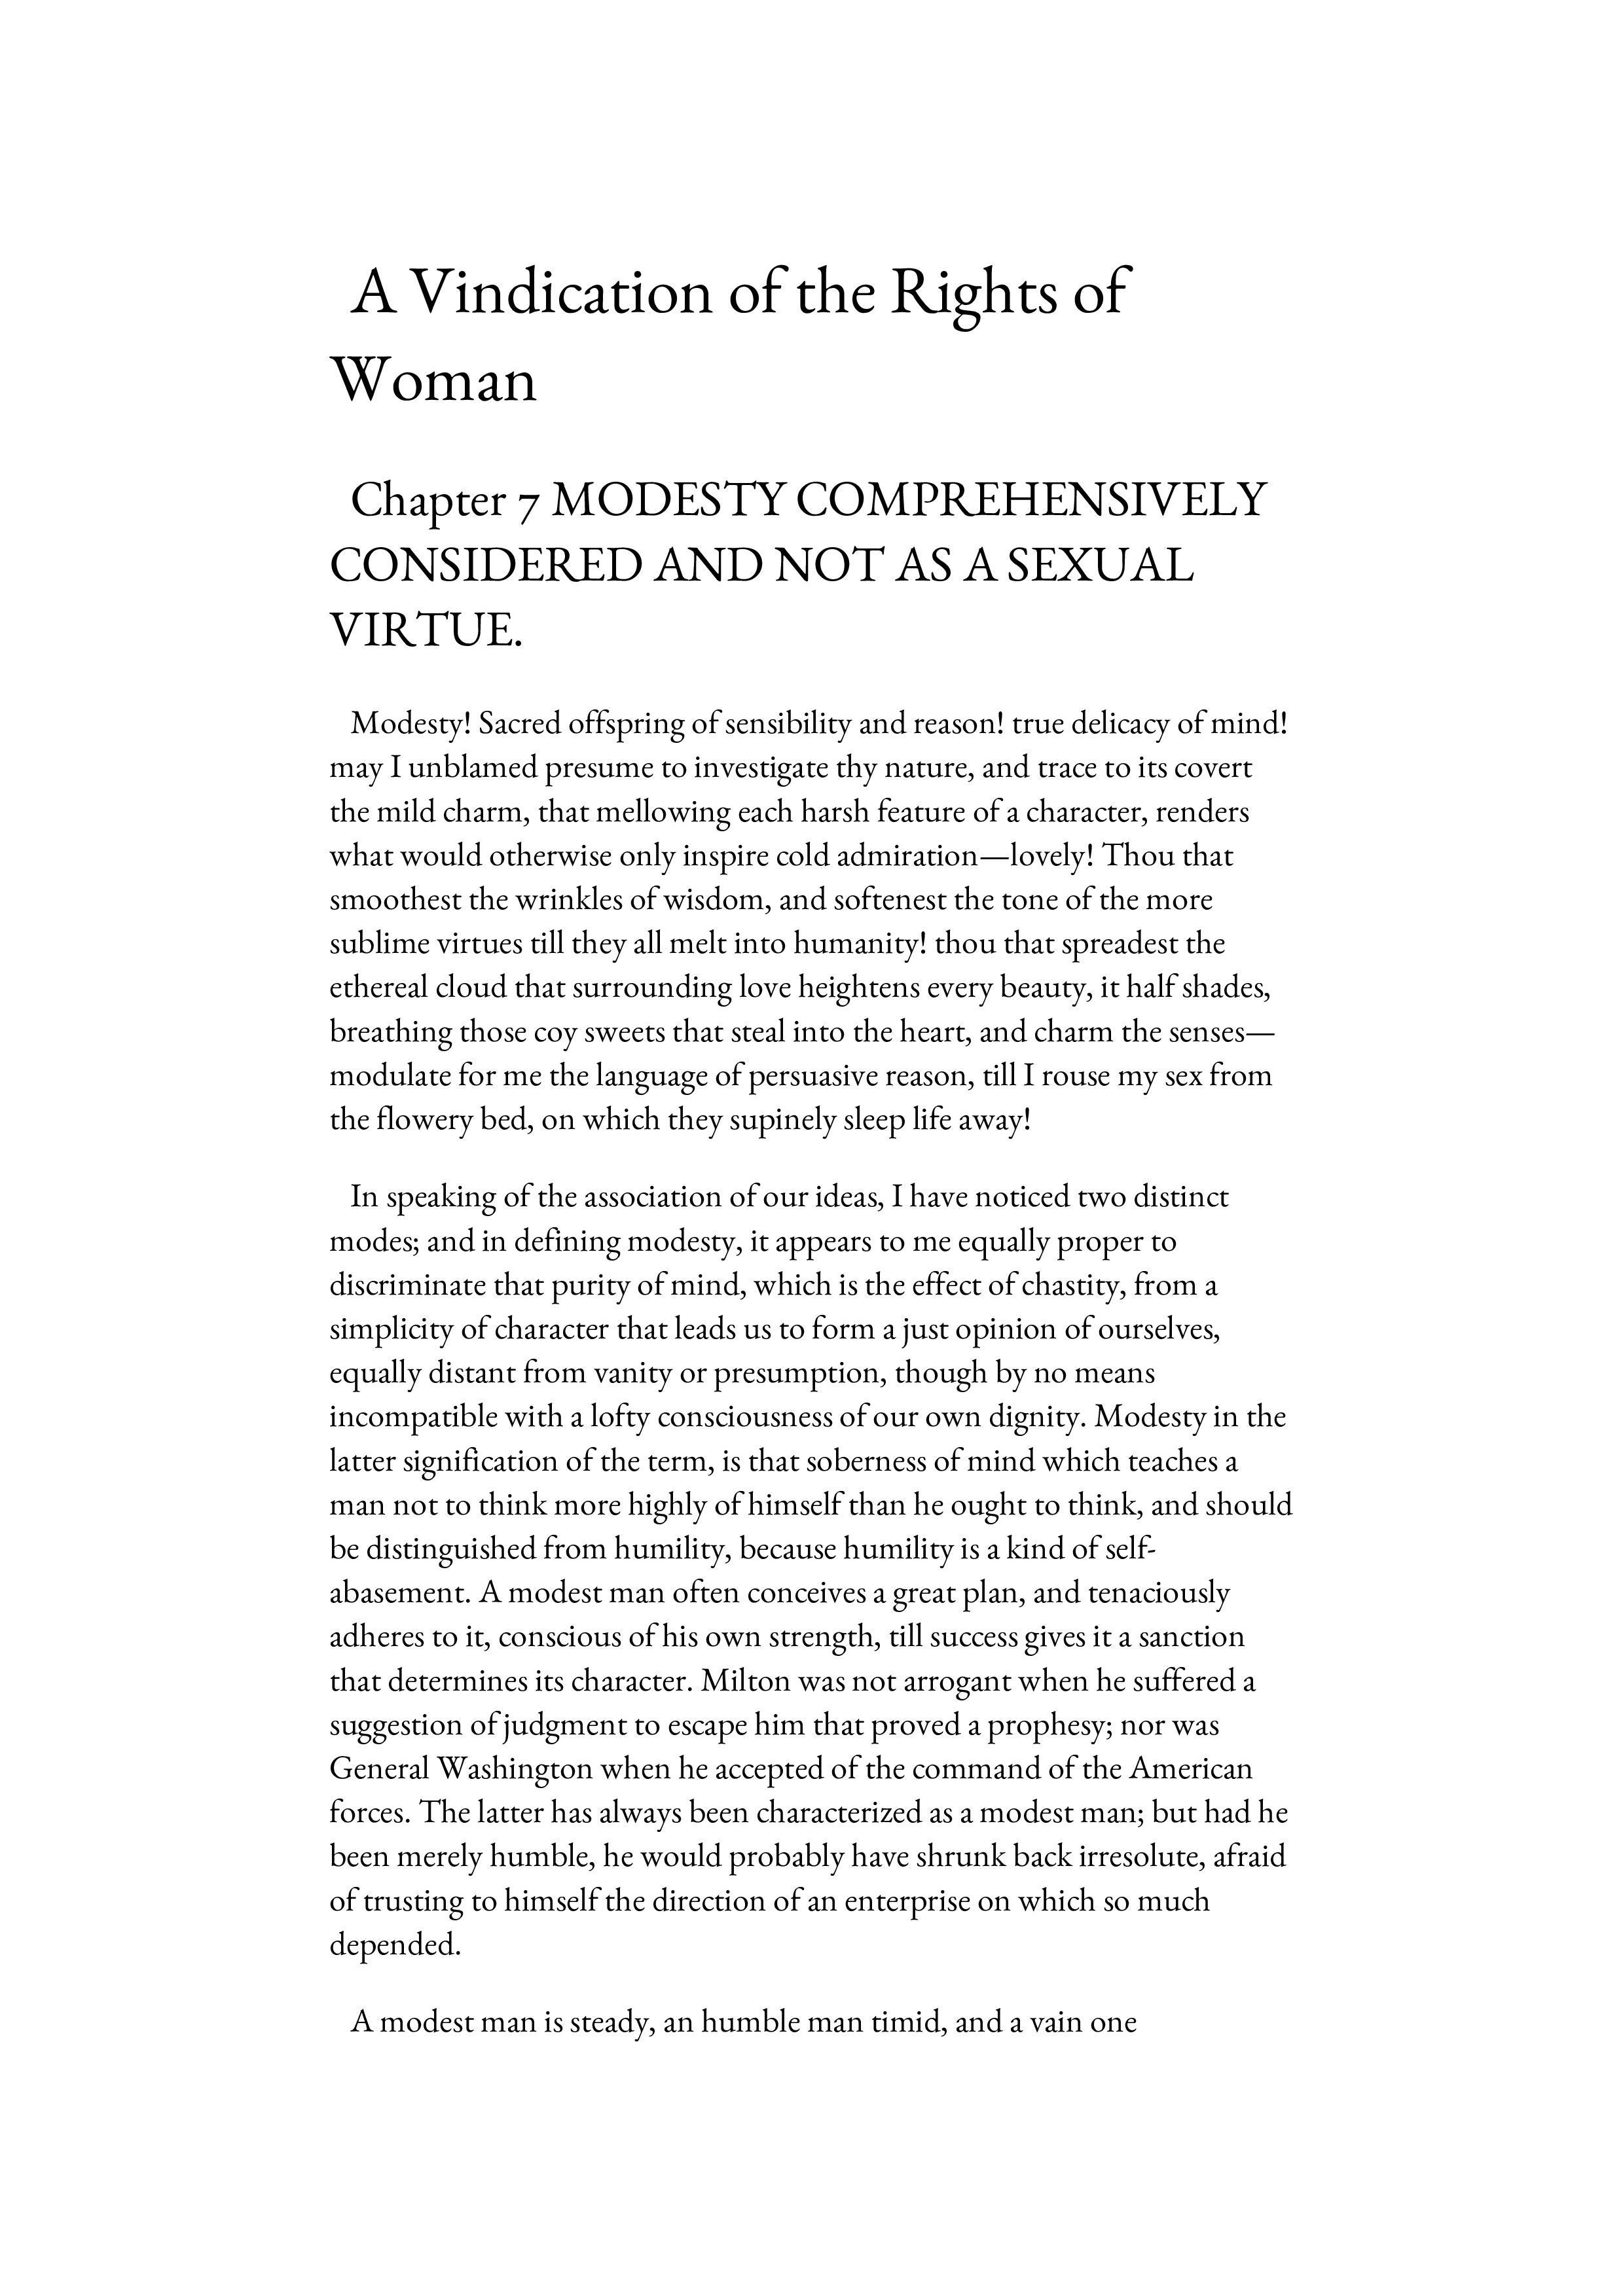 A Vindication of the Rights of
Woman
Chapter 7 MODESTY COMPREHENSIVELY
CONSIDERED AND NOT AS A SEXUAL
VIRTUE.
Modesty! Sacred offspring of sensibility and reason! true delicacy of mind!
may I unblamed presume to investigate thy nature, and trace to its covert
the mild charm, that mellowing each harsh feature of a character, renders
what would otherwise only inspire cold admiration—lovely! Thou that
smoothest the wrinkles of wisdom, and softenest the tone of the more
sublime virtues till they all melt into humanity! thou that spreadest the
ethereal cloud that surrounding love heightens every beauty, it half shades,
breathing those coy sweets that steal into the heart, and charm the senses—
modulate for me the language of persuasive reason, till I rouse my sex from
the flowery bed, on which they supinely sleep life away!
In speaking of the association of our ideas, I have noticed two distinct
modes; and in defining modesty, it appears to me equally proper to
discriminate that purity of mind, which is the effect of chastity, from a
simplicity of character that leads us to form a just opinion of ourselves,
equally distant from vanity or presumption, though by no means
incompatible with a lofty consciousness of our own dignity. Modesty in the
latter signification of the term, is that soberness of mind which teaches a
man not to think more highly of himself than he ought to think, and should
be distinguished from humility, because humility is a kind of self-
abasement. A modest man often conceives a great plan, and tenaciously
adheres to it, conscious of his own strength, till success gives it a sanction
that determines its character. Milton was not arrogant when he suffered a
suggestion of judgment to escape him that proved a prophesy; nor was
General Washington when he accepted of the command of the American
forces. The latter has always been characterized as a modest man; but had he
been merely humble, he would probably have shrunk back irresolute, afraid
of trusting to himself the direction of an enterprise on which so much
depended.
A modest man is steady, an humble man timid, and a vain one